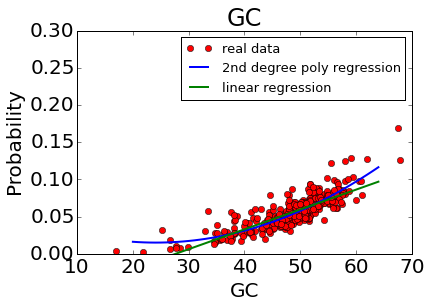 GC
0.30
0.25
0.20
0.15
0.10
0.05
0.00
Probability
real data
2nd degree poly regression
linear regression
10 20 30 40 50 60 70
GC